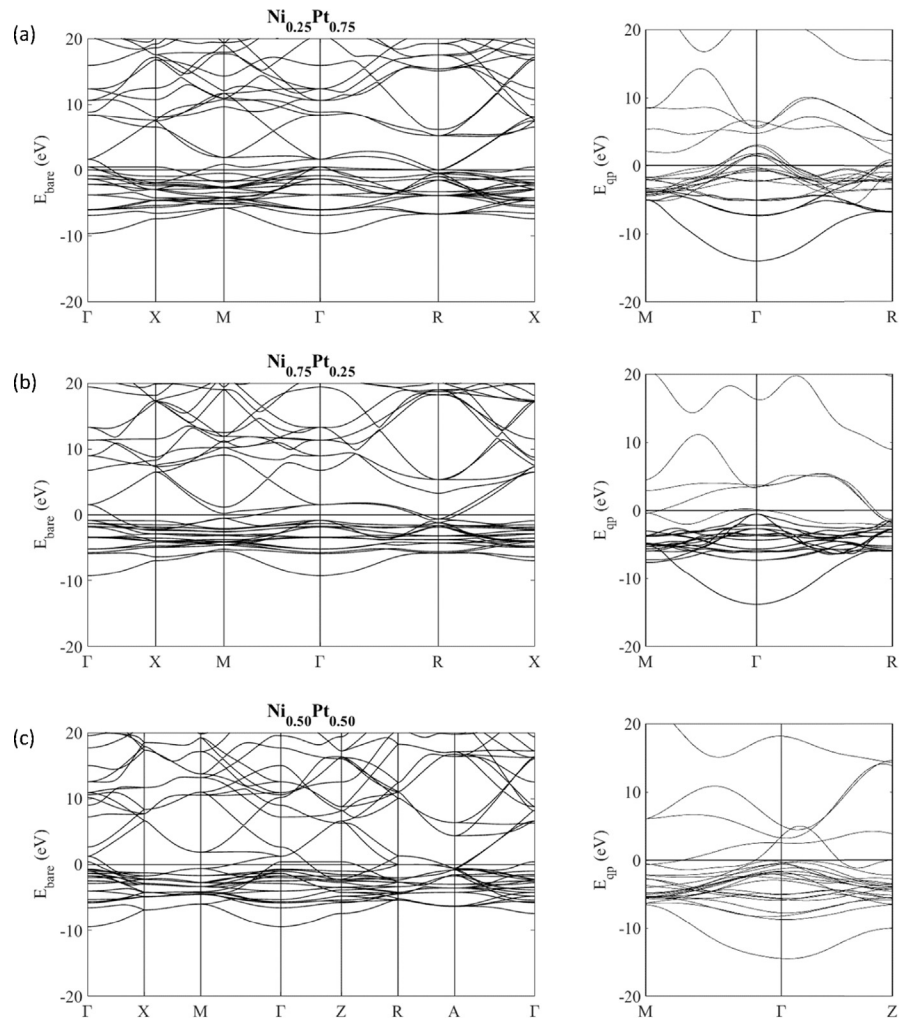 (a)
Ni0.25Pt0.75
20
10
0
-10
-20
Ebare (eV)
Γ X M Γ R X
20
10
0
-10
-20
Eqp (eV)
M Γ R
(b)
Ni0.75Pt0.25
20
10
0
-10
-20
Ebare (eV)
Γ X M Γ R X
20
10
0
-10
-20
Eqp (eV)
M Γ R
(c)
Ni0.50Pt0.50
20
10
0
-10
-20
Ebare (eV)
Γ X M Γ Z R A Γ
20
10
0
-10
-20
Eqp (eV)
M Γ Z